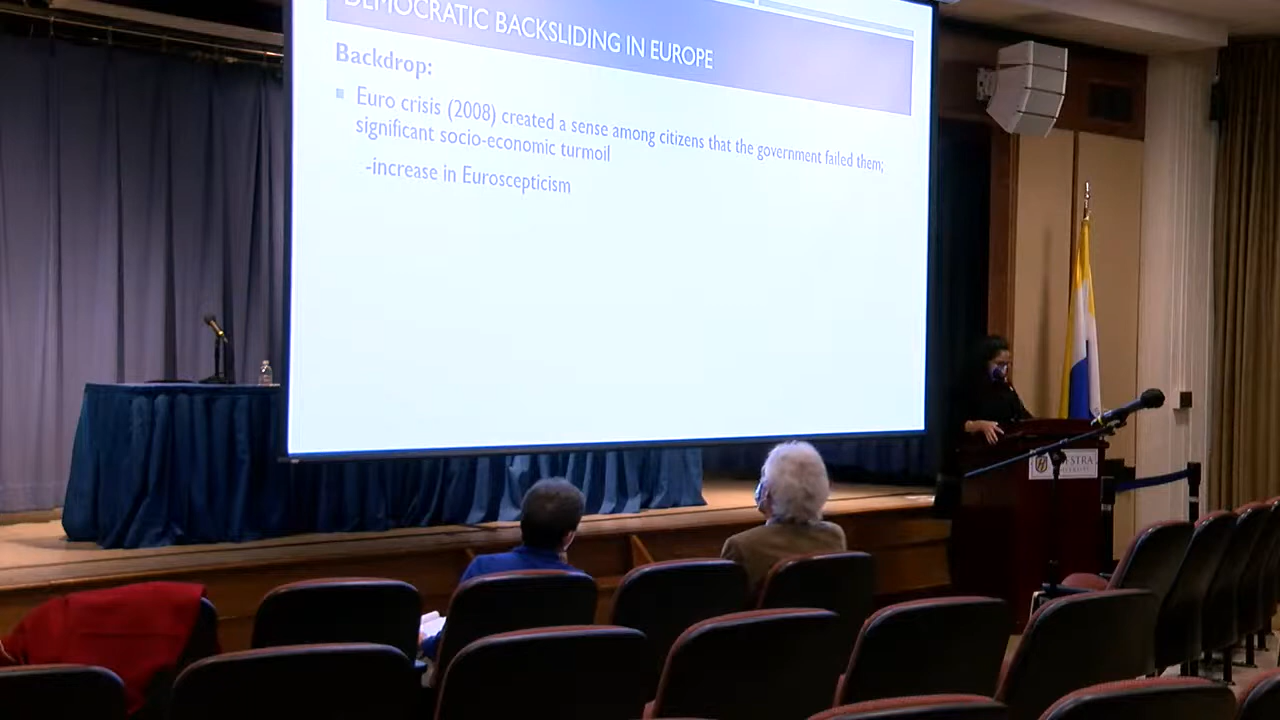 DEMOCRATIC BACKSLIDING IN EUROPE
Backdrop:
Euro crisis (2008) created a sense among citizens that the government failed them;
significant socio-economic turmoil
-increase in Euroscepticism